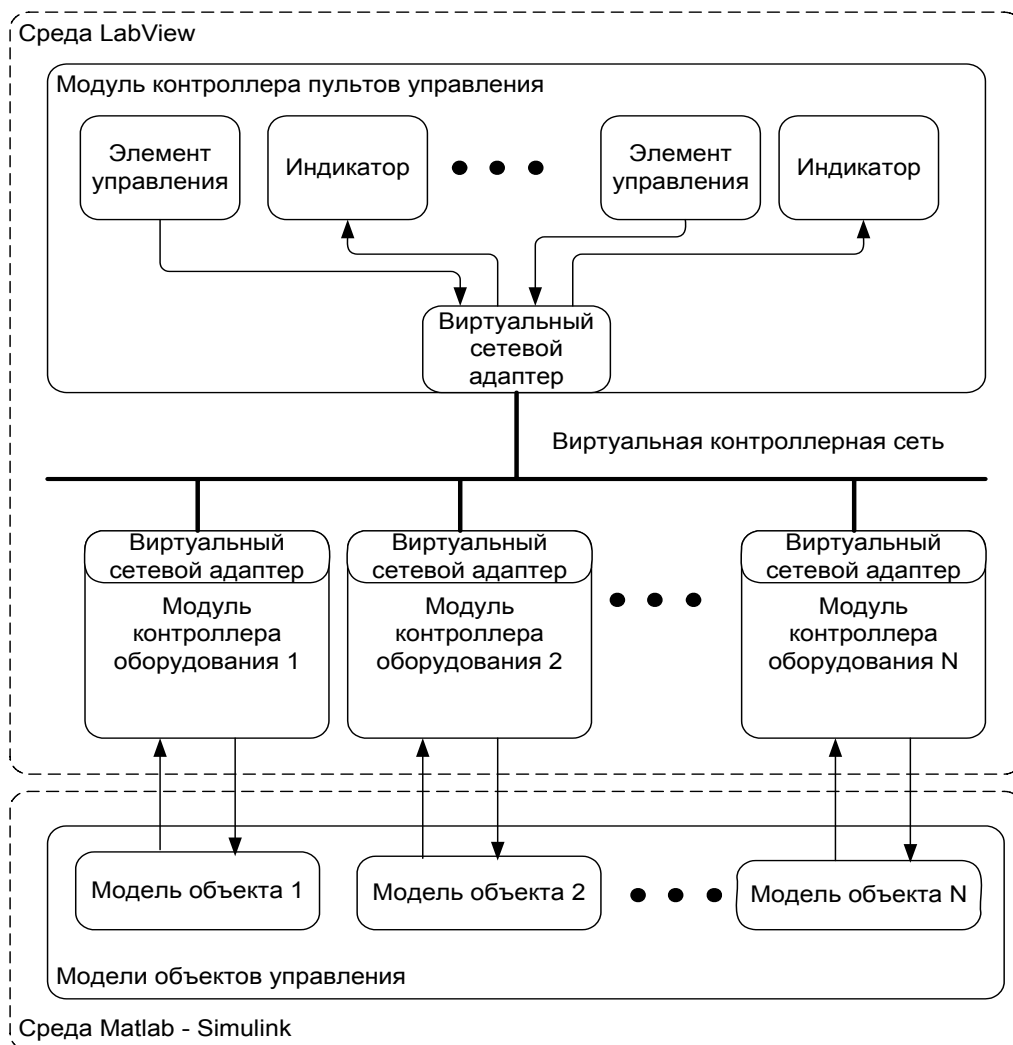 Среда LabView
Модуль контроллера пультов управления
Элемент
управления
Индикатор
Элемент
управления
Индикатор
Виртуальный
сетевой
адаптер
Виртуальная контроллерная сеть
Виртуальный
сетевой адаптер
Модуль
контроллера
оборудования 1
Виртуальный
сетевой адаптер
Модуль
контроллера
оборудования 2
Виртуальный
сетевой адаптер
Модуль
контроллера
оборудования N
Модель объекта 1
Модель объекта 2
Модель объекта N
Модели объектов управления
Среда Matlab - Simulink